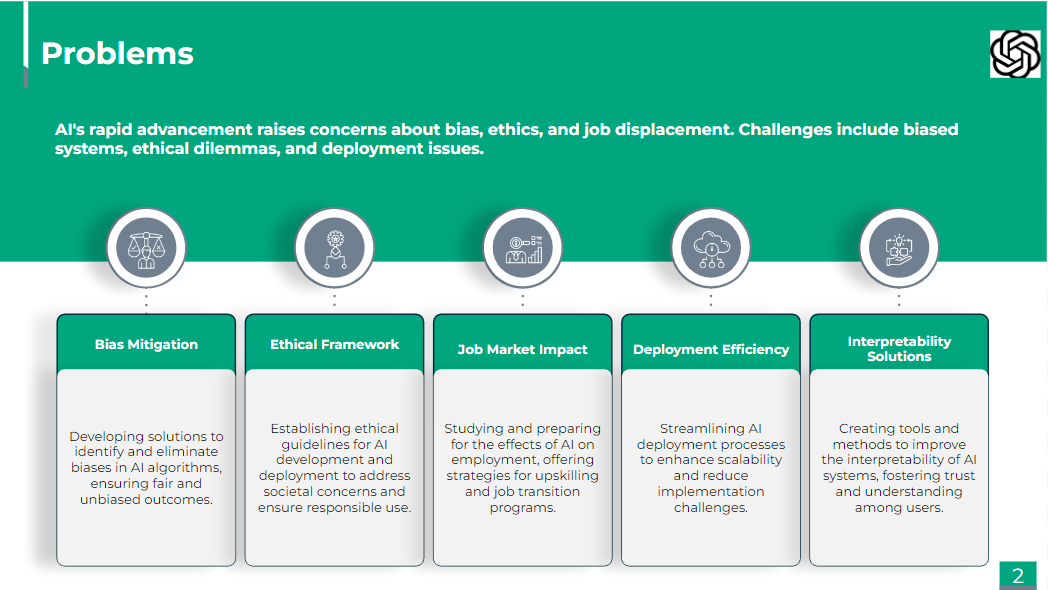 Problems
AI's rapid advancement raises concerns about bias, ethics, and job displacement. Challenges include biased
systems, ethical dilemmas, and deployment issues.
Bias Mitigation
Developing solutions to
identify and eliminate
biases in AI algorithms,
ensuring fair and
unbiased outcomes.
Ethical Framework
Establishing ethical
guidelines for AI
development and
deployment to address
societal concerns and
ensure responsible use.
Job Market Impact
Studying and preparing
for the effects of AI on
employment, offering
strategies for upskilling
and job transition
programs.
Deployment Efficiency
Streamlining AI
deployment processes
to enhance scalability
and reduce
implementation
challenges.
Interpretability
Solutions
Creating tools and
methods to improve
the interpretability of AI
systems, fostering trust
and understanding
among users.
2